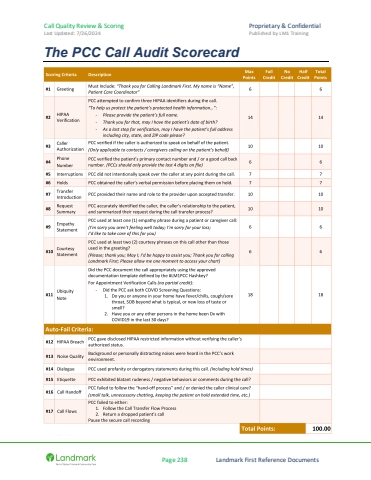 Call Quality Review & Scoring
Proprietary & Confidential
Last Updated: 7/26/2024
Published by LML Training
The PCC Call Audit Scorecard
Scoring Criteria Description Max Points Full Credit No Credit Half Credit Total Points
#1 Greeting Must Include: "Thank you for Calling Landmark First. My name is "Name", 6 6
Patient Care Coordinator"
#2 HIPAA Verification PCC attempted to confirm three HIPAA identifiers during the call. 14 14
"To help us protect the patient's protected health information…":
- Please provide the patient's full name.
- Thank you for that, may I have the patient's date of birth?
- As a last step for verification, may I have the patient's full address
including city, state, and ZIP code please?
#3 Caller Authorization PCC verified if the caller is authorized to speak on behalf of the patient. 10 10
(Only applicable to contacts / caregivers calling on the patient's behalf)
#4 Phone Number PCC verified the patient's primary contact number and / or a good call back 6 6
number. (PCCs should only provide the last 4 digits on file)
#5 Interruptions PCC did not intentionally speak over the caller at any point during the call. 7 7
#6 Holds PCC obtained the caller's verbal permission before placing them on hold. 7 7
#7 Transfer Introduction PCC provided their name and role to the provider upon accepted transfer. 10 10
#8 Request Summary PCC accurately identified the caller, the caller's relationship to the patient, 10 10
and summarized their request during the call transfer process?
#9 Empathy Statement PCC used at least one (1) empathy phrase during a patient or caregiver call 6 6
(I'm sorry you aren't feeling well today; I'm sorry for your loss;
I'd like to take care of this for you)
#10 Courtesy Statement PCC used at least two (2) courtesy phrases on this call other than those 6 6
used in the greeting?
(Please; thank you; May I; I'd be happy to assist you; Thank you for calling
Landmark First; Please allow me one moment to access your chart)
#11 Ubiquity Note Did the PCC document the call appropriately using the approved 18 18
documentation template defined by the KLM1PCC Hashkey?
For Appointment Verification Calls (no partial credit):
- Did the PCC ask both COVID Screening Questions:
1. Do you or anyone in your home have fever/chills, cough/sore
throat, SOB beyond what is typical, or new loss of taste or
smell?
2. Have you or any other persons in the home been Dx with
COVID19 in the last 30 days?
Auto-Fail Criteria:
#12 HIPAA Breach PCC gave disclosed HIPAA restricted information without verifying the caller's
authorized status.
#13 Noise Quality Background or personally distracting noises were heard in the PCC's work
environment.
#14 Dialogue PCC used profanity or derogatory statements during this call. (Including hold times)
#15 Etiquette PCC exhibited blatant rudeness / negative behaviors or comments during the call?
#16 Call Handoff PCC failed to follow the "hand-off process" and / or denied the caller clinical care?
(small talk, unnecessary chatting, keeping the patient on hold extended time, etc.)
#17 Call Flows PCC failed to either:
1. Follow the Call Transfer Flow Process
2. Return a dropped patient's call
Pause the secure call recording
Total Points: 100.00
Landmark
Page 218
Landmark First Reference Documents